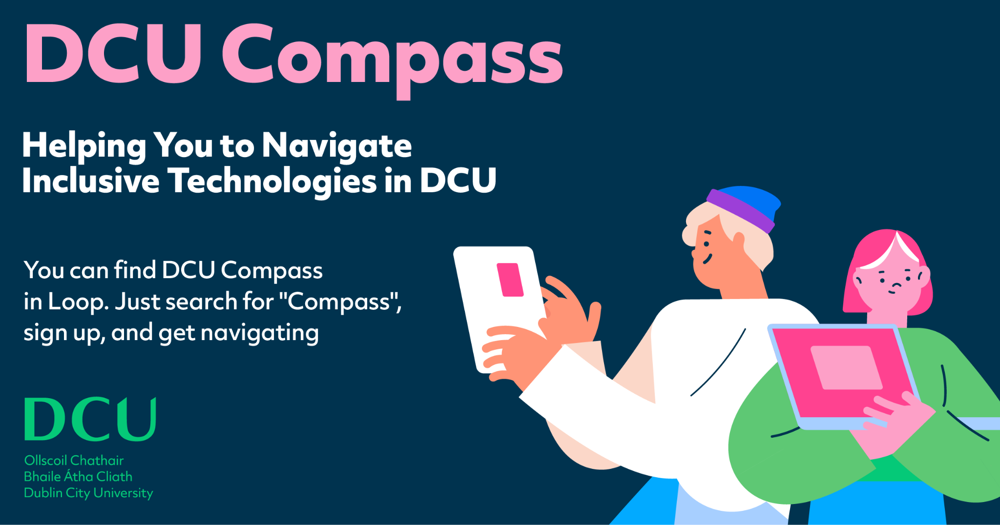 DCU Compass
Helping You to Navigate
Inclusive Technologies in DCU
You can find DCU Compass
in Loop. Just search for "Compass",
sign up, and get navigating
DCU
Ollscoil Chathair
Bhaile Átha Cliath
Dublin City University